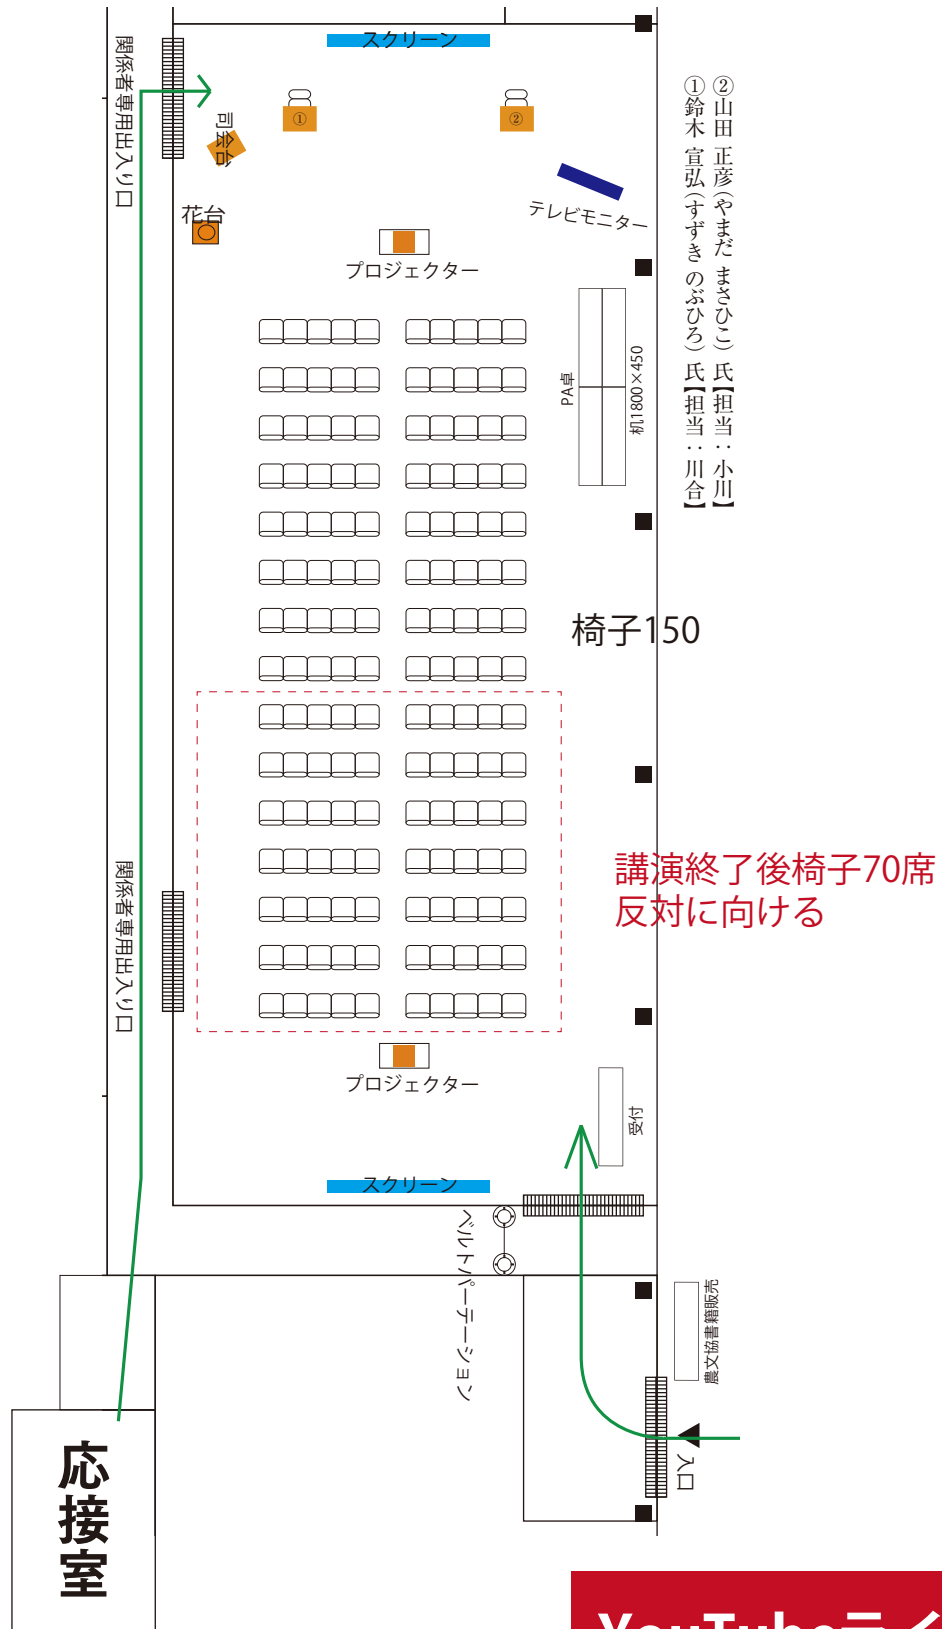 スクリーン
関係者専用出入り口
①
②
司会台
花台
テレビモニター
プロジェクター
②山田 正彦(やまだ まさひこ) 氏【担当：小川】
①鈴木 宣弘(すずき のぶひろ) 氏【担当：川合】
PA卓
机1800×450
椅子150
講演終了後椅子70席
反対に向ける
関係者専用出入り口
プロジェクター
受付
スクリーン
ベルトパーテーション
農文協書籍販売
入口
応接室